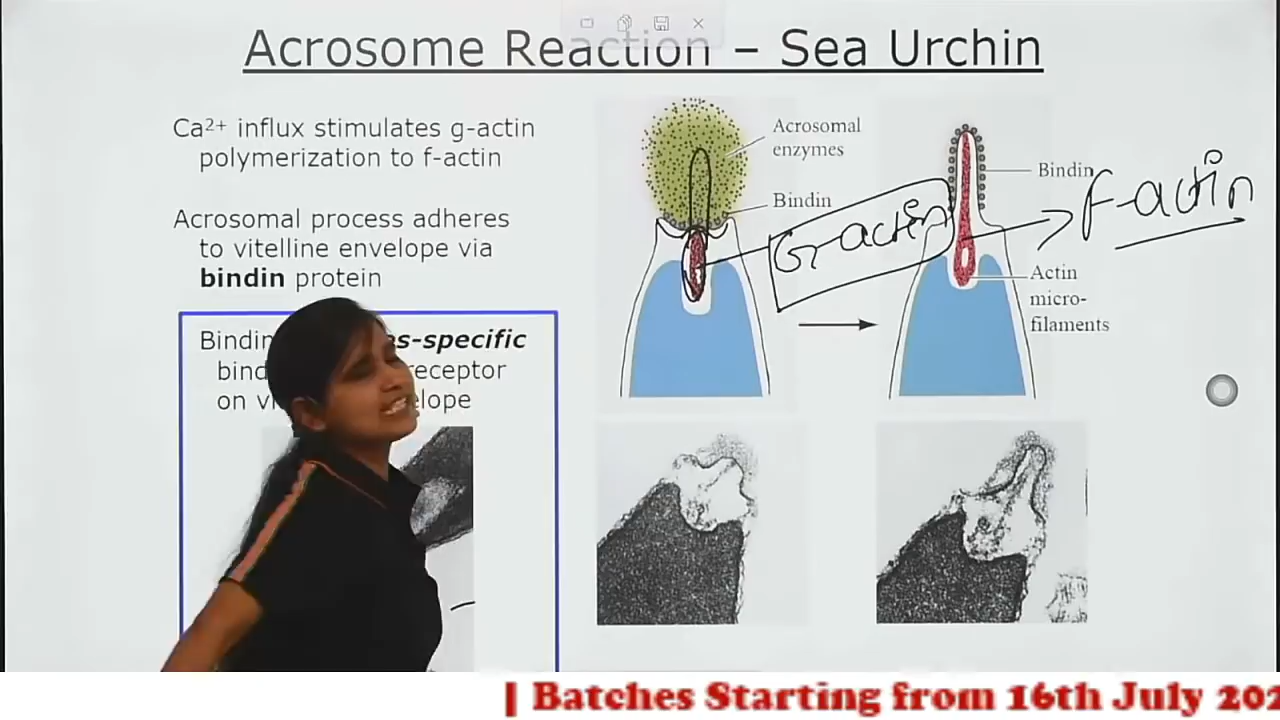 Acrosome Reaction – Sea Urchin
Ca2+ influx stimulates g-actin
polymerization to f-actin
Acrosomal process adheres
to vitelline envelope via
bindin protein
Bindin
s-specific
bind
receptor
on
elope
Acrosomal
enzymes
Bindin
G-actin
Bindin
F-actin
Actin
micro-
filaments
| Batches Starting from 16th July 202